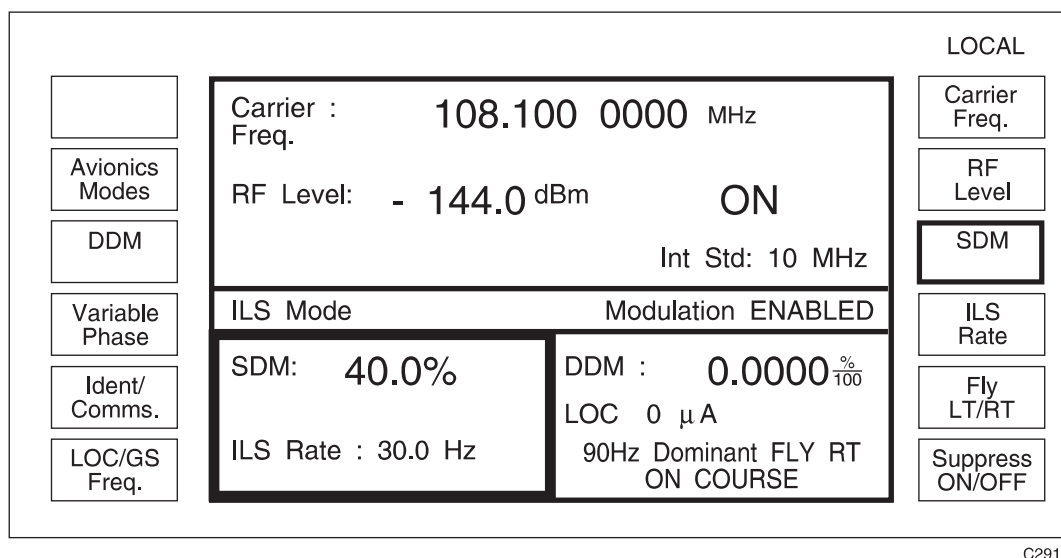 LOCAL
Avionics
Modes
DDM
Variable
Phase
Ident/
Comms.
LOC/GS
Freq.
Carrier :
Freq.
108.100 0000 MHz
RF Level: - 144.0 dBm ON
Int Std: 10 MHz
ILS Mode Modulation ENABLED
SDM: 40.0%
ILS Rate : 30.0 Hz
DDM : 0.0000 %/100
LOC 0 μA
90Hz Dominant FLY RT
ON COURSE
Carrier
Freq.
RF
Level
SDM
ILS
Rate
Fly
LT/RT
Suppress
ON/OFF
C291